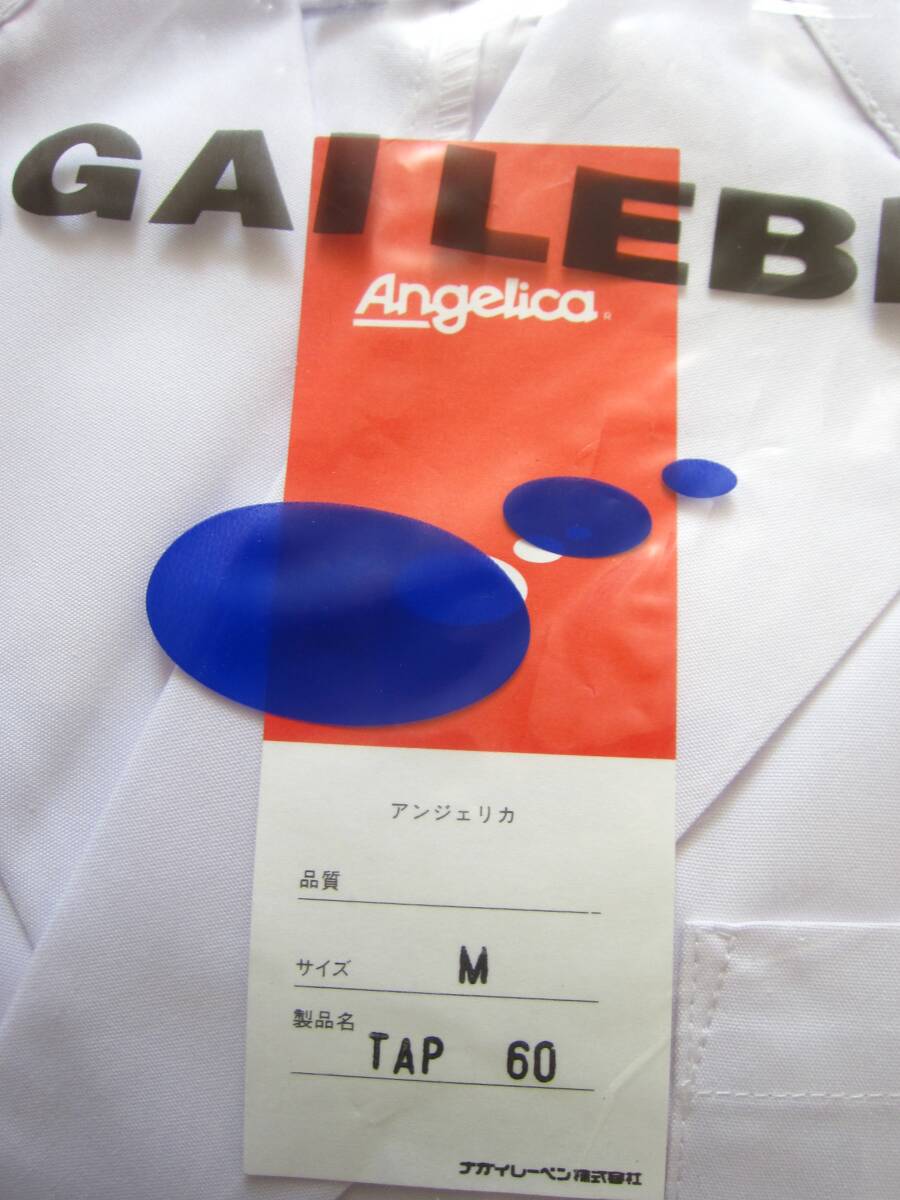 GAILEB
Angelica
R
アンジェリカ
品質
サイズ M
製品名 TAP 60
ナガイレーベン株式会社